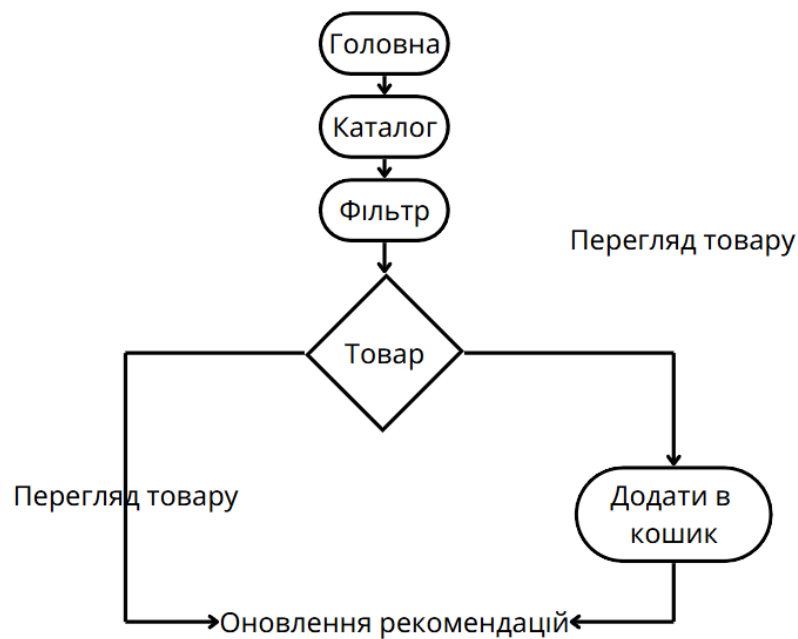 Головна
Каталог
Фільтр
Перегляд товару
Товар
Перегляд товару
Додати в
кошик
Оновлення рекомендацій